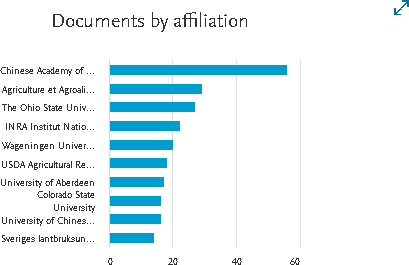 Documents by affiliation
Chinese Academy of ...
Agriculture et Agroali...
The Ohio State Univ...
INRA Institut Natio...
Wageningen Univer...
USDA Agricultural Re...
University of Aberdeen
Colorado State
University
University of Chines...
Sveriges lantbruksun...
0 20 40 60